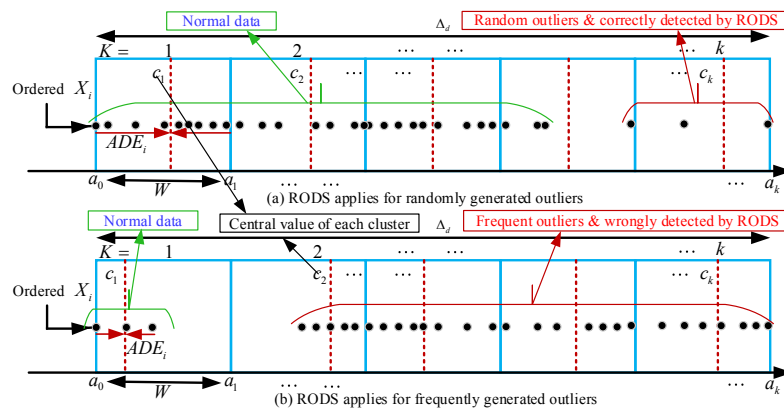 Normal data
Δd
Random outliers & correctly detected by RODS
K = 1 2 ... ... ... k
c1 c2 ... ... ... ck
... ...
Ordered Xi
ADEi
a0 W a1 ... ... ... ak
(a) RODS applies for randomly generated outliers
Normal data
Central value of each cluster
Δd
Frequent outliers & wrongly detected by RODS
K = 1 2 ... ... ... k
c1 c2 ... ... ... ck
... ...
Ordered Xi
ADEi
a0 W a1 ... ... ... ak
(b) RODS applies for frequently generated outliers